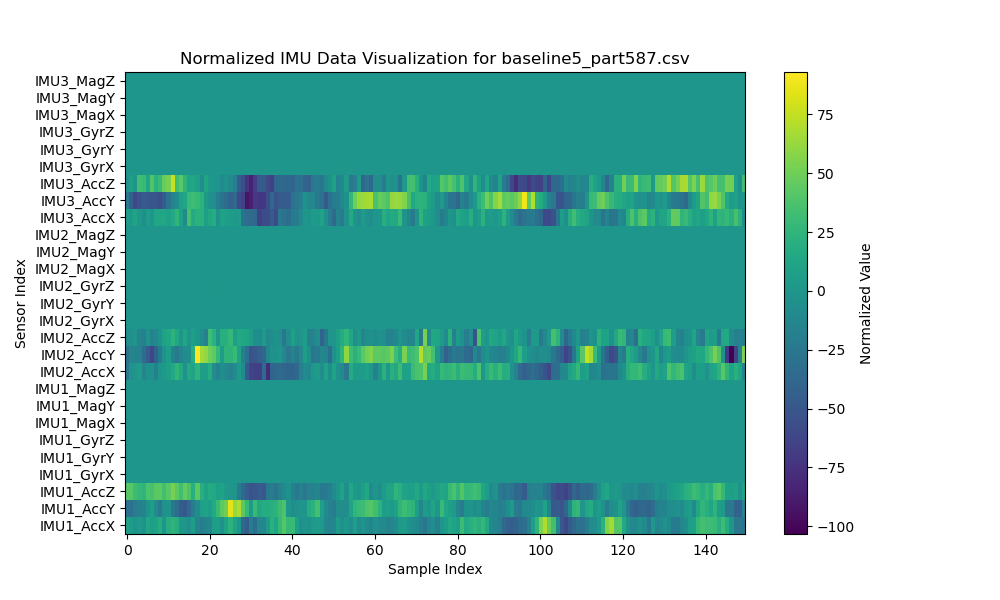 Normalized IMU Data Visualization for baseline5_part587.csv
IMU3_MagZ
IMU3_MagY
IMU3_MagX
IMU3_GyrZ
IMU3_GyrY
IMU3_GyrX
IMU3_AccZ
IMU3_AccY
IMU3_AccX
IMU2_MagZ
IMU2_MagY
IMU2_MagX
IMU2_GyrZ
IMU2_GyrY
IMU2_GyrX
IMU2_AccZ
IMU2_AccY
IMU2_AccX
IMU1_MagZ
IMU1_MagY
IMU1_MagX
IMU1_GyrZ
IMU1_GyrY
IMU1_GyrX
IMU1_AccZ
IMU1_AccY
IMU1_AccX
Sensor Index
0 20 40 60 80 100 120 140
Sample Index
75
50
25
0
−25
−50
−75
−100
Normalized Value